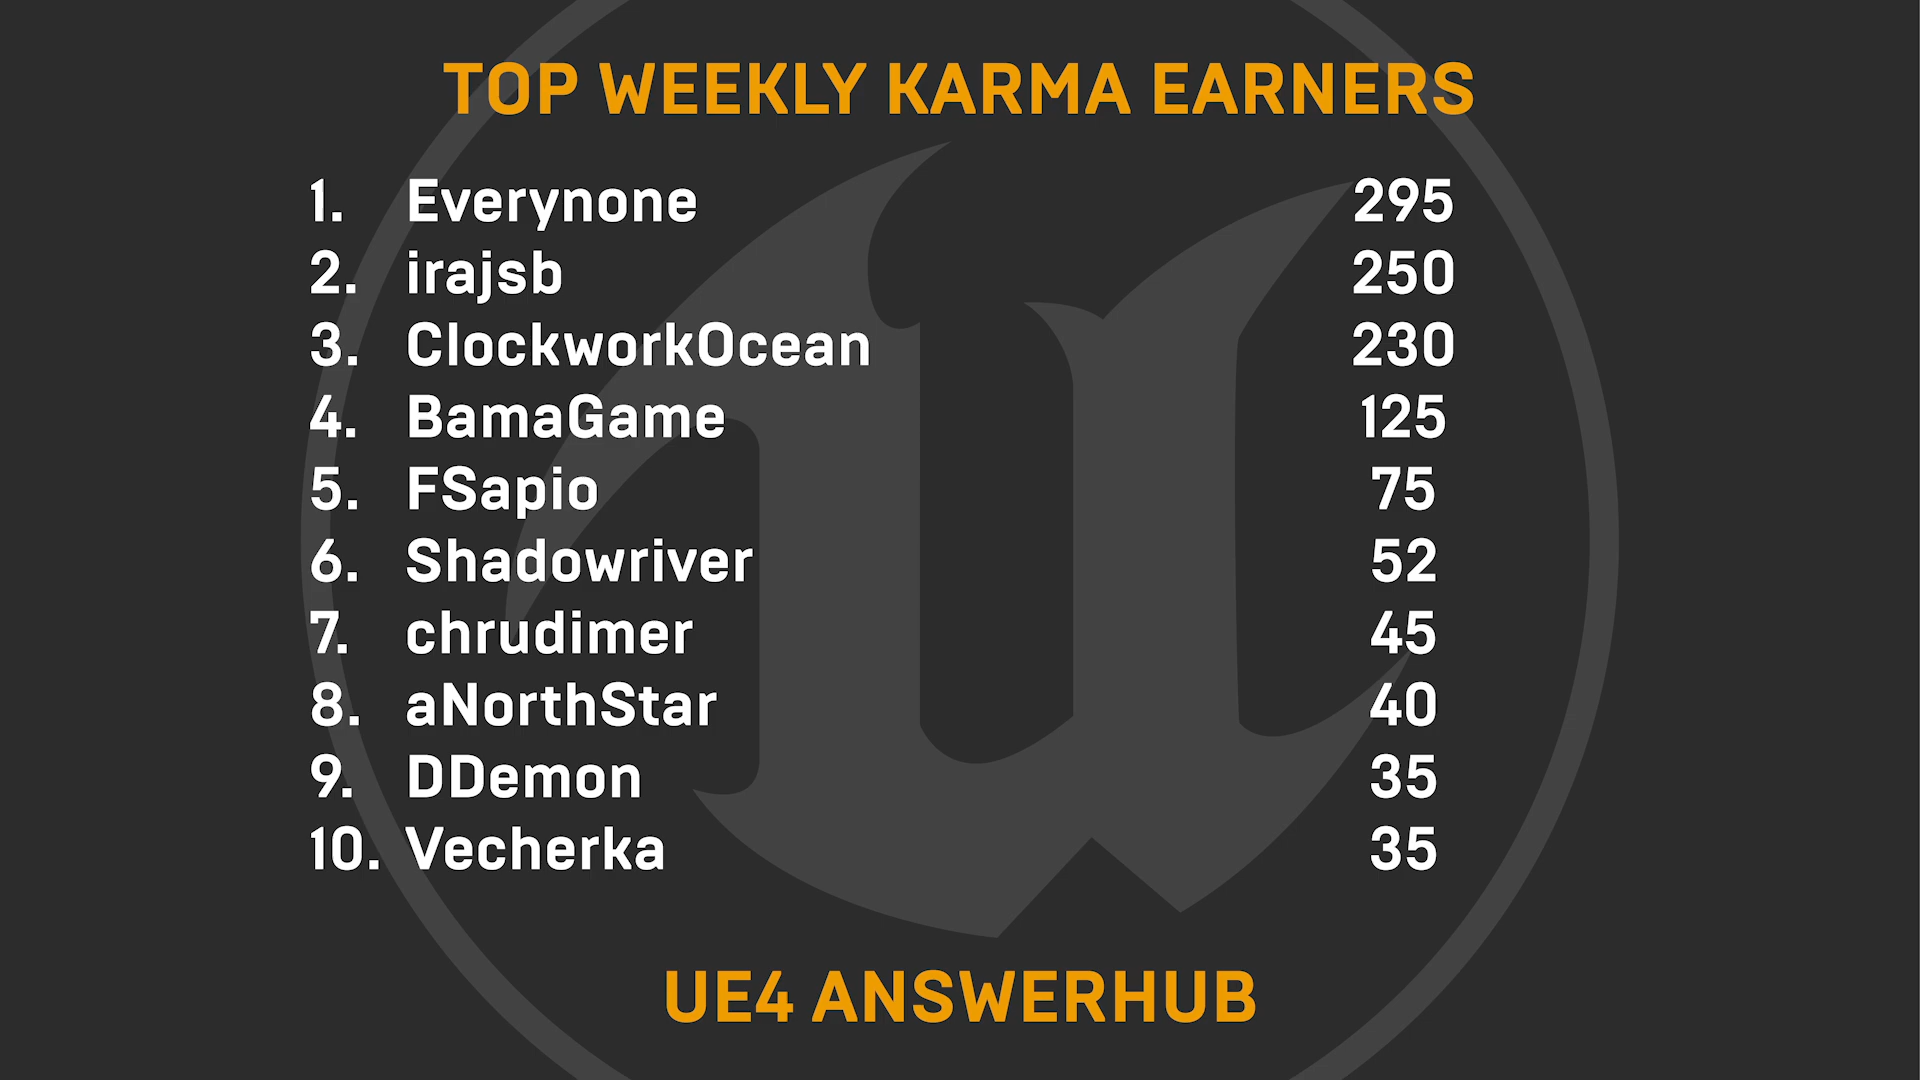 TOP WEEKLY KARMA EARNERS
1. Everynone 295
2. irajsb 250
3. ClockworkOcean 230
4. BamaGame 125
5. FSapio 75
6. Shadowriver 52
7. chrudimer 45
8. aNorthStar 40
9. DDemon 35
10. Vecherka 35
UE4 ANSWERHUB